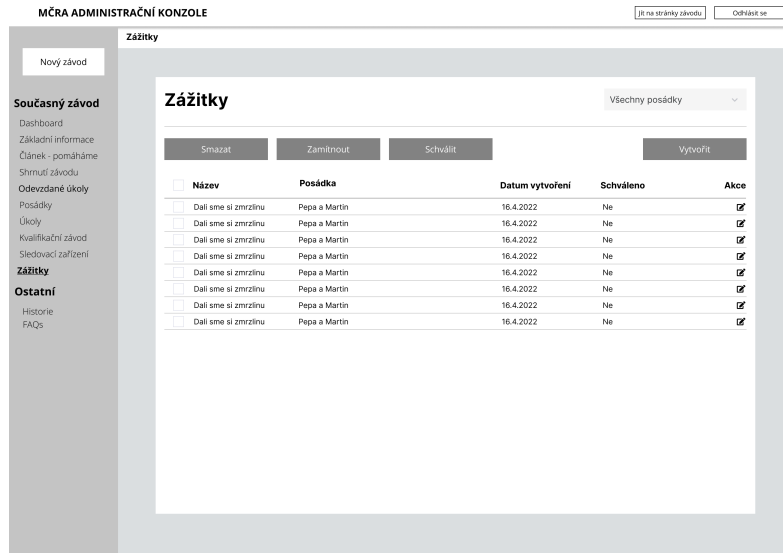 MČRA ADMINISTRAČNÍ KONZOLE
Jít na stránky závodu
Odhlásit se
Zážitky
Nový závod
Současný závod
Dashboard
Základní informace
Článek - pomáháme
Shrnutí závodu
Odevzdané úkoly
Posádky
Úkoly
Kvalifikační závod
Sledovací zařízení
Zážitky
Ostatní
Historie
FAQs
Zážitky
Všechny posádky
Smazat Zamítnout Schválit Vytvořit
Název Posádka Datum vytvoření Schváleno Akce
Dali sme si zmrzlinu Pepa a Martin 16.4.2022 Ne
Dali sme si zmrzlinu Pepa a Martin 16.4.2022 Ne
Dali sme si zmrzlinu Pepa a Martin 16.4.2022 Ne
Dali sme si zmrzlinu Pepa a Martin 16.4.2022 Ne
Dali sme si zmrzlinu Pepa a Martin 16.4.2022 Ne
Dali sme si zmrzlinu Pepa a Martin 16.4.2022 Ne
Dali sme si zmrzlinu Pepa a Martin 16.4.2022 Ne
Dali sme si zmrzlinu Pepa a Martin 16.4.2022 Ne